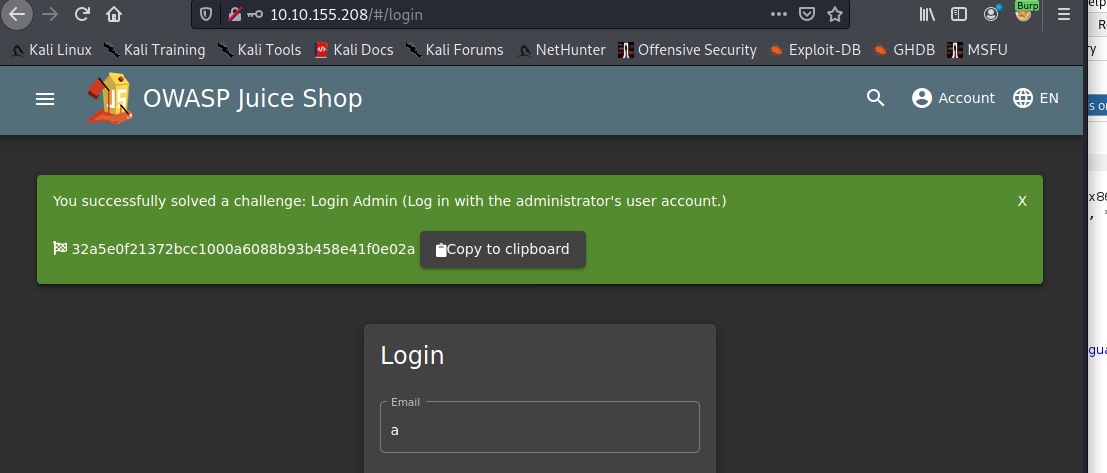 10.10.155.208/#/login
Burp
Kali Linux Kali Training Kali Tools Kali Docs Kali Forums NetHunter Offensive Security Exploit-DB GHDB MSFU
OWASP Juice Shop Account EN
You successfully solved a challenge: Login Admin (Log in with the administrator's user account.) X
32a5e0f21372bcc1000a6088b93b458e41f0e02a Copy to clipboard
Login
Email
a